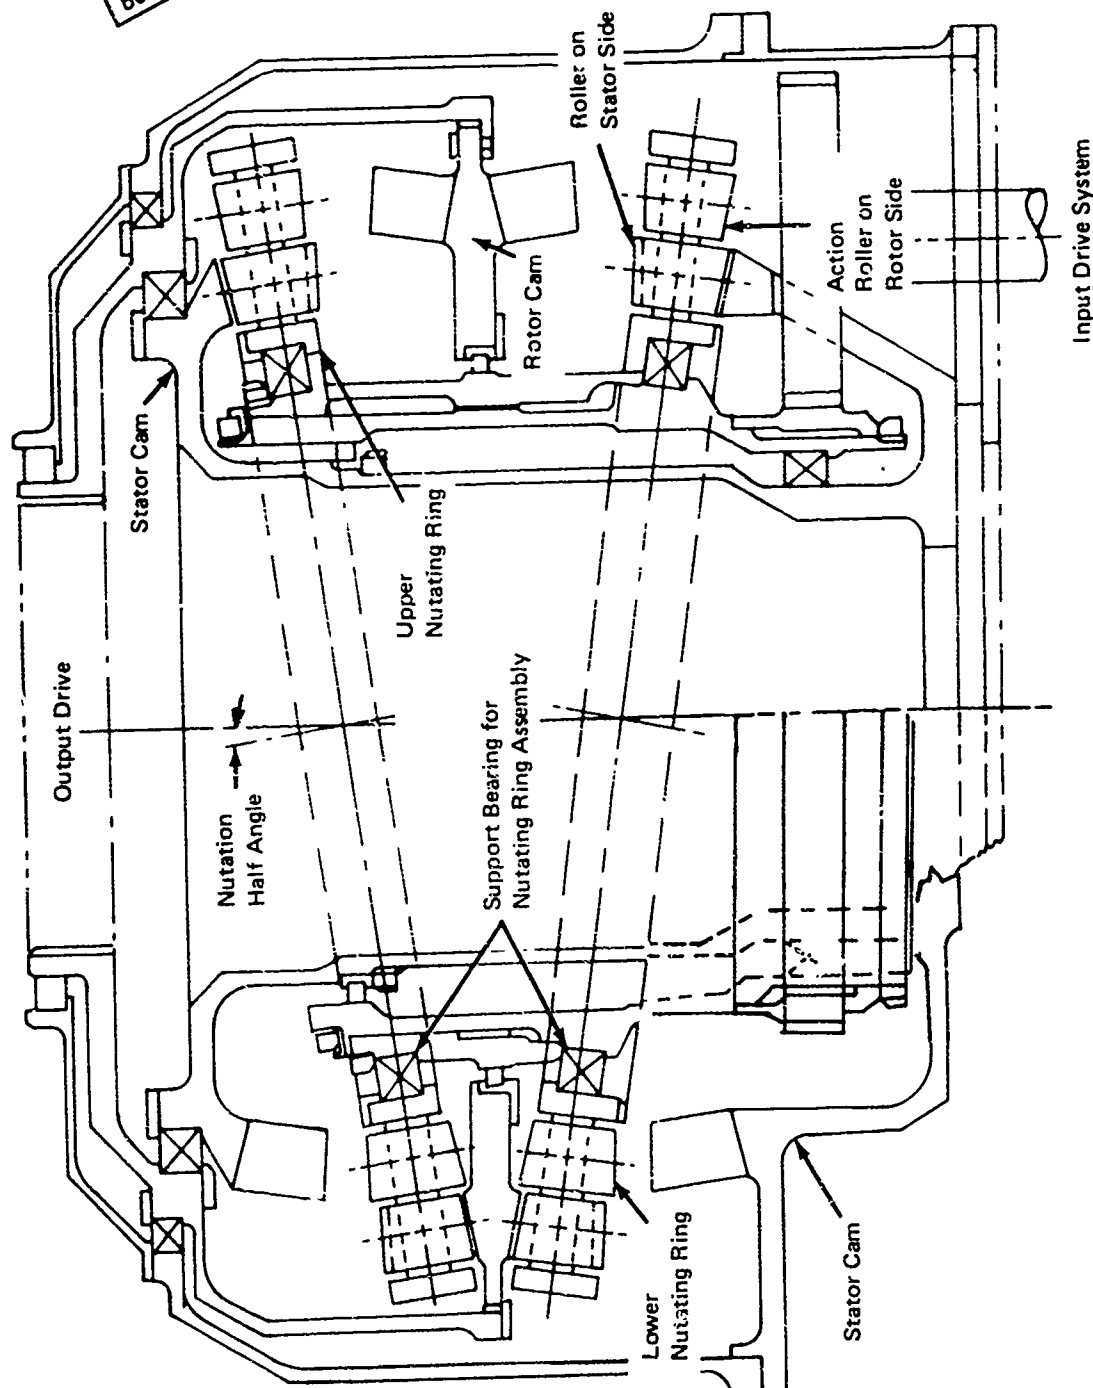 Output Drive
Stator Cam
Nutation
Half Angle
Upper
Nutating Ring
Support Bearing for
Nutating Ring Assembly
Rotor Cam
Roller on
Stator Side
Action
Roller on
Rotor Side
Input Drive System
Lower
Nutating Ring
Stator Cam